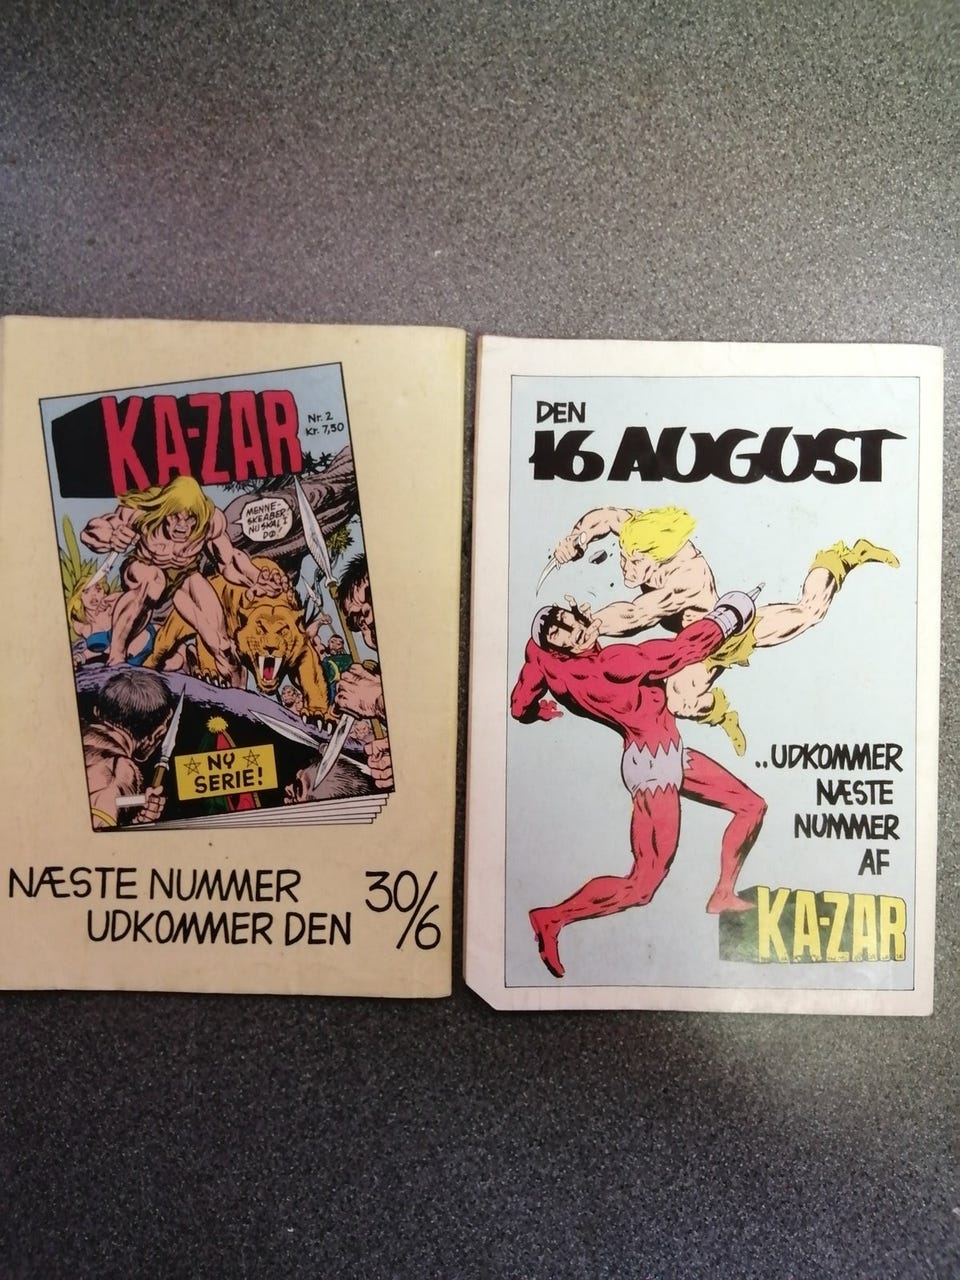 KA-ZAR
Nr. 2
Kr. 7,50
MENNE-
SKEABER,
NU SKAL I
DØ!
NY
SERIE!
NÆSTE NUMMER
UDKOMMER DEN
30/6
DEN
16 AUGUST
..UDKOMMER
NÆSTE
NUMMER
AF
KA-ZAR